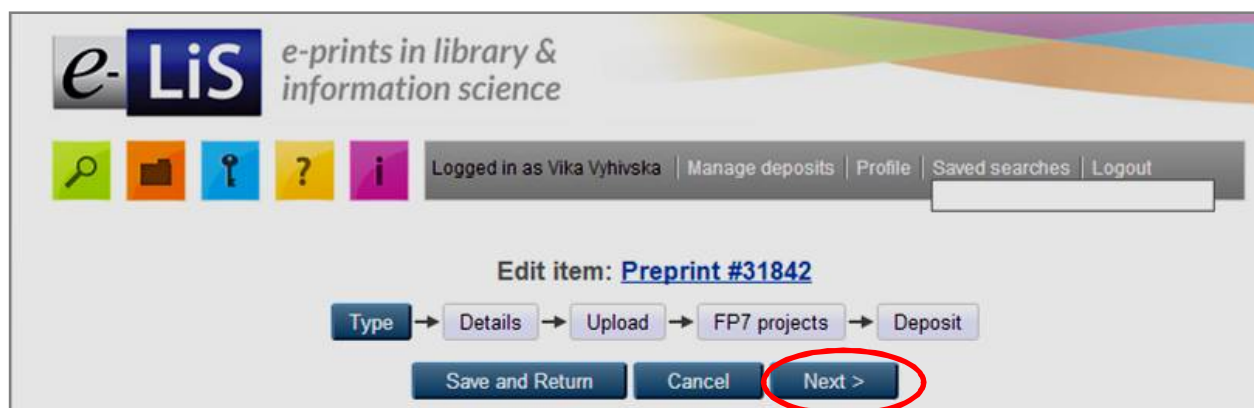 e-LiS
e-prints in library &
information science
?
i
Logged in as Vika Vyhivska | Manage deposits | Profile | Saved searches | Logout
Edit item: Preprint #31842
Type → Details → Upload → FP7 projects → Deposit
Save and Return Cancel Next >